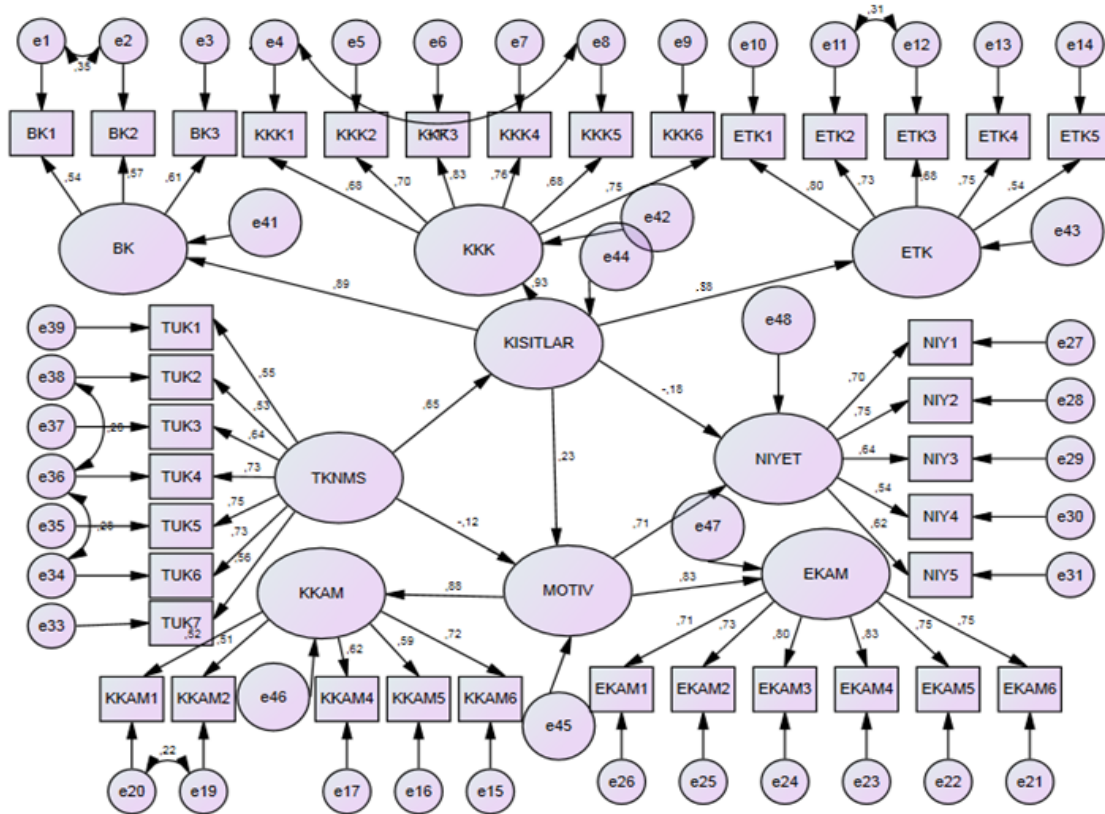 e1 e2 e3 e4 e5 e6 e7 e8 e9 e10 e11 e12 e13 e14
,35 ,31
BK1 BK2 BK3 KKK1 KKK2 KKK3 KKK4 KKK5 KKK6 ETK1 ETK2 ETK3 ETK4 ETK5
,54 ,57 ,61 ,68 ,70 ,83 ,76 ,68 ,75 ,80 ,73 ,68 ,75 ,54
BK e41 KKK e42 e44 ETK e43
,89 ,93 ,58
e39 TUK1 KISITLAR e48 NIY1 e27
e38 TUK2 ,55 ,53 ,65 -,18 ,70 NIY2 e28
e37 TUK3 ,64 ,75
e36 TUK4 ,73 TKNMS ,23 NIYET ,64 NIY3 e29
e35 TUK5 ,75 -,12 ,71 e47 ,54 NIY4 e30
e34 TUK6 ,73 ,62
e33 TUK7 ,56 KKAM ,88 MOTIV ,83 EKAM NIY5 e31
,52 ,51 ,62 ,59 ,72 ,71 ,73 ,80 ,83 ,75 ,75
KKAM1 KKAM2 e46 KKAM4 KKAM5 KKAM6 e45 EKAM1 EKAM2 EKAM3 EKAM4 EKAM5 EKAM6
,22
e20 e19 e17 e16 e15 e26 e25 e24 e23 e22 e21